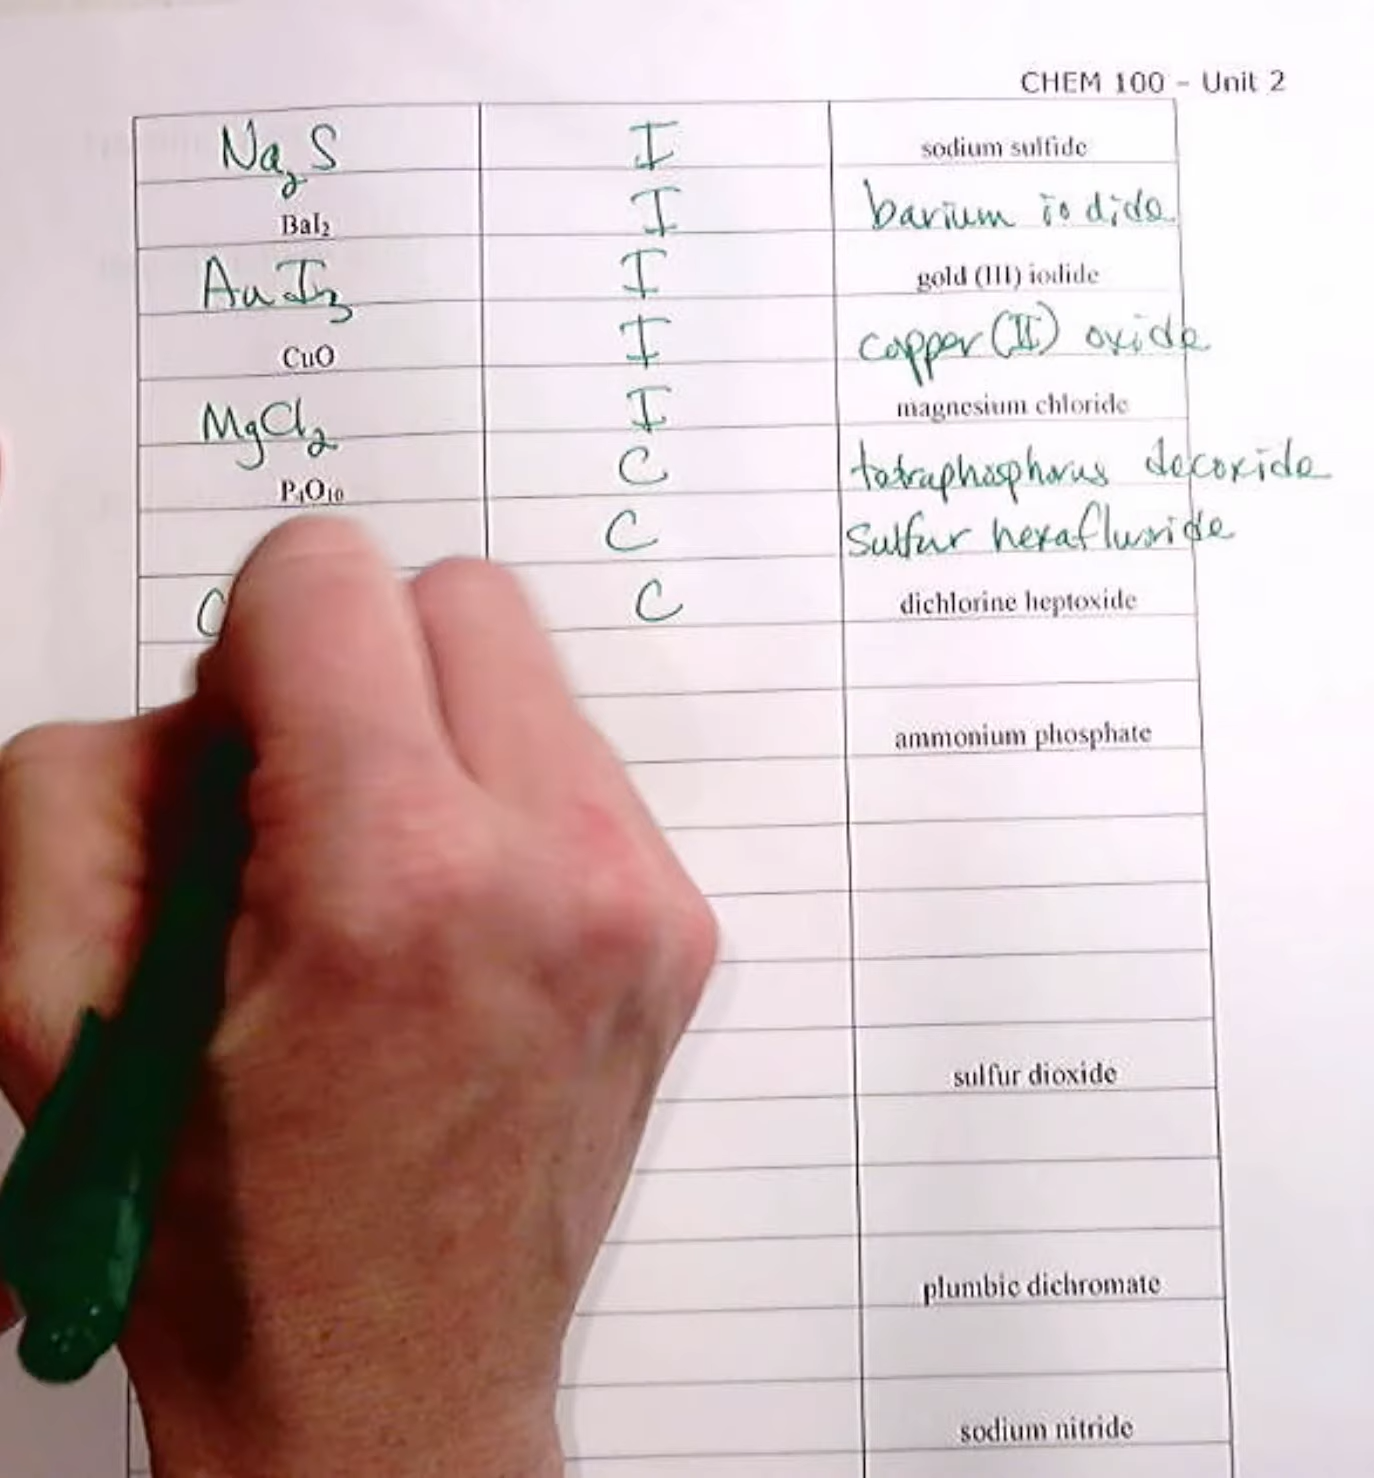 CHEM 100 - Unit 2
Na2S I sodium sulfide
BaI2 I barium iodide
AuI3 I gold (III) iodide
CuO I copper (II) oxide
MgCl2 I magnesium chloride
P4O10 C tetraphosphorus decoxide
C sulfur hexafluoride
C C dichlorine heptoxide
ammonium phosphate
sulfur dioxide
plumbic dichromate
sodium nitride